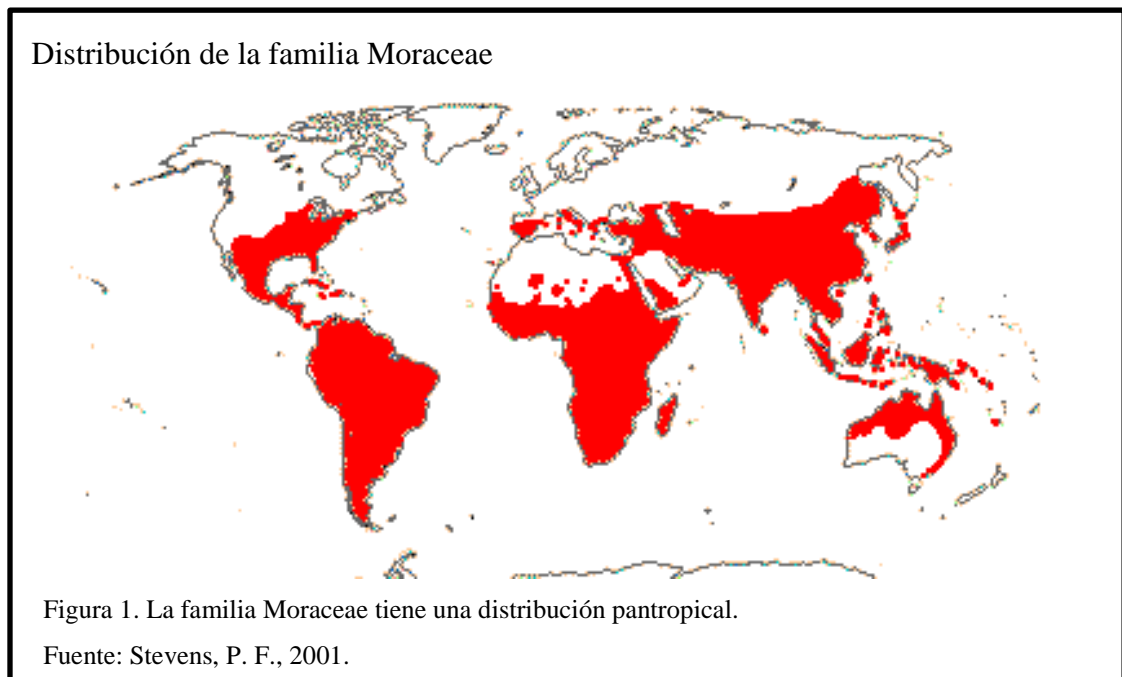 Distribución de la familia Moraceae
Figura 1. La familia Moraceae tiene una distribución pantropical.
Fuente: Stevens, P. F., 2001.